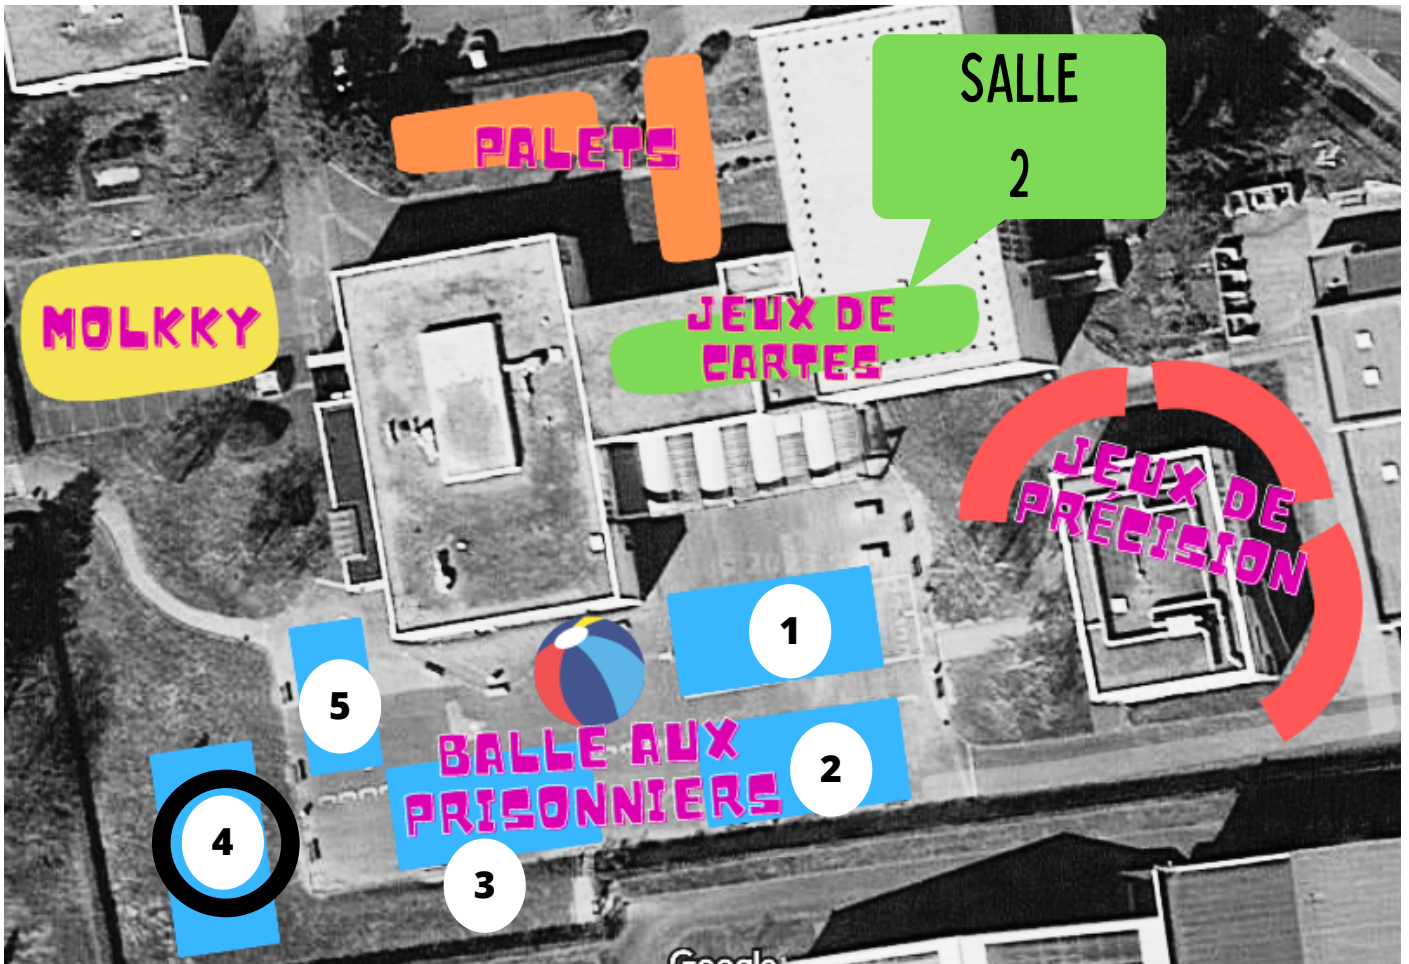 SALLE
2
PALETS
MOLKKY
JEUX DE
CARTES
JEUX DE
PRÉCISION
1
5
BALLE AUX
PRISONNIERS
2
4
3
Google